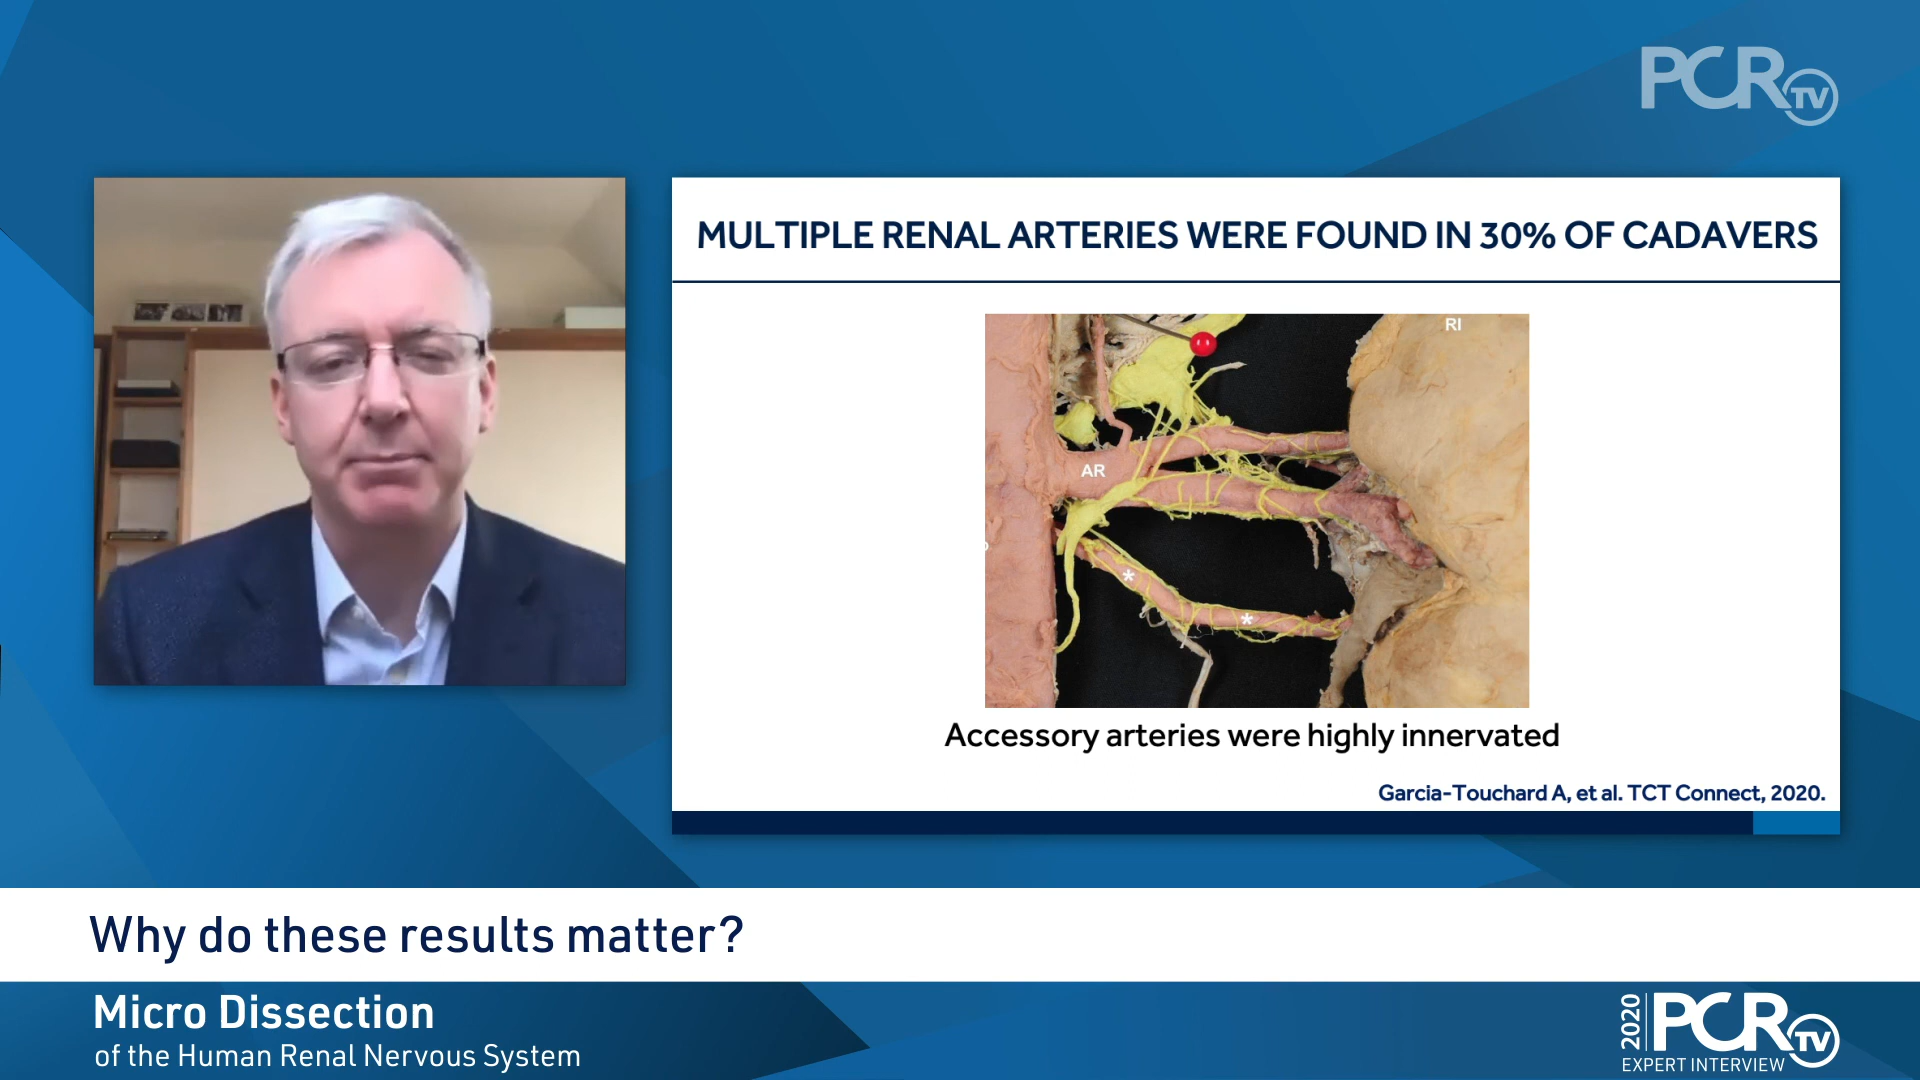 PCR TV
MULTIPLE RENAL ARTERIES WERE FOUND IN 30% OF CADAVERS
RI
AR
*
*
Accessory arteries were highly innervated
Garcia-Touchard A, et al. TCT Connect, 2020.
Why do these results matter?
Micro Dissection
of the Human Renal Nervous System
2020 PCR TV
EXPERT INTERVIEW